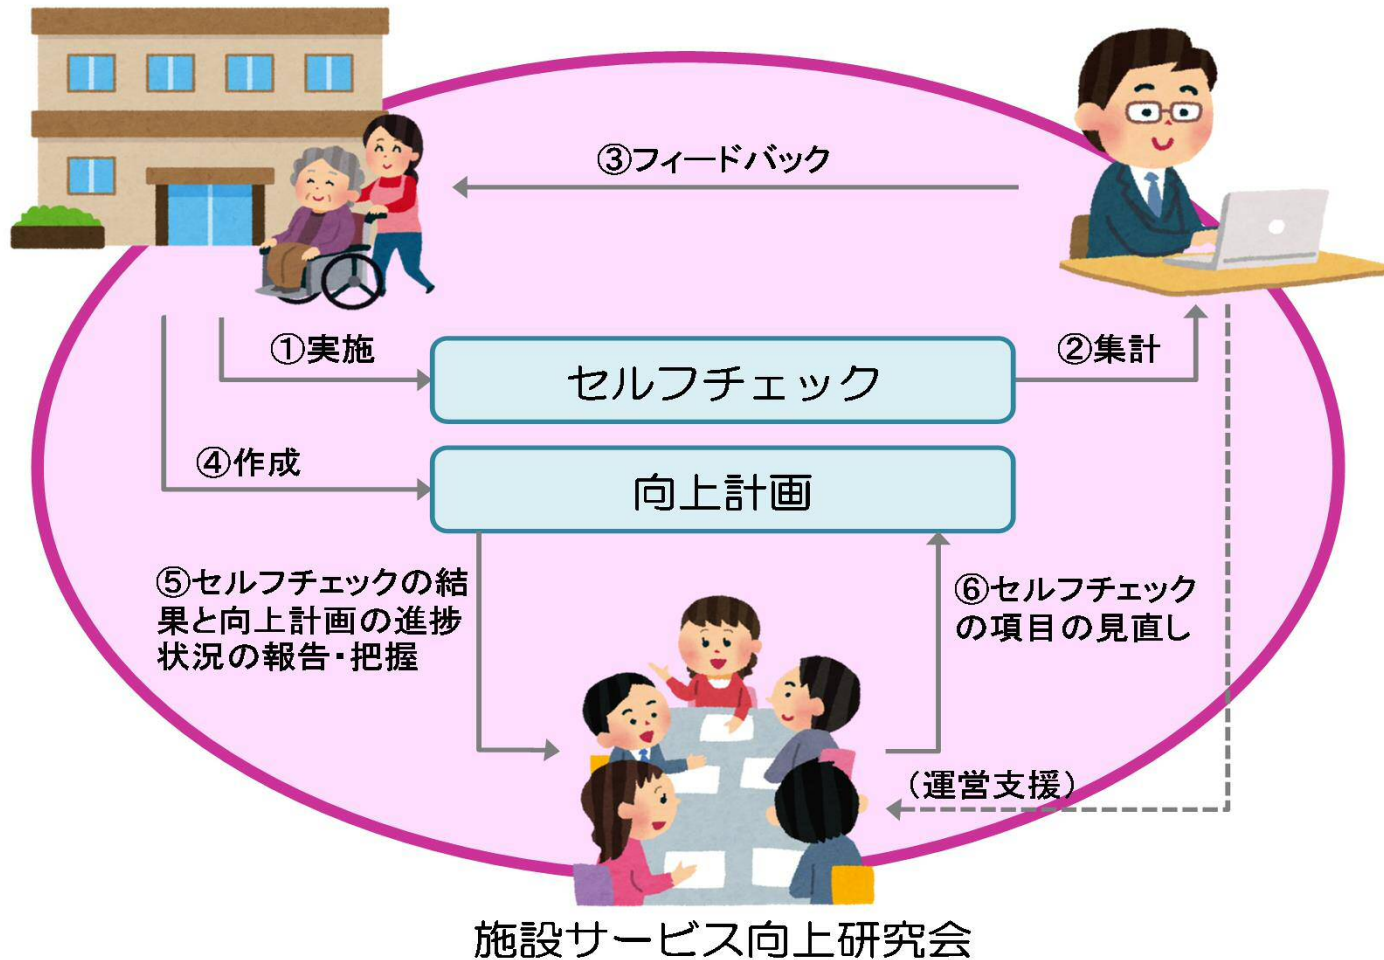 ③フィードバック
①実施
セルフチェック
②集計
④作成
向上計画
⑤セルフチェックの結
果と向上計画の進捗
状況の報告・把握
⑥セルフチェック
の項目の見直し
（運営支援）
施設サービス向上研究会